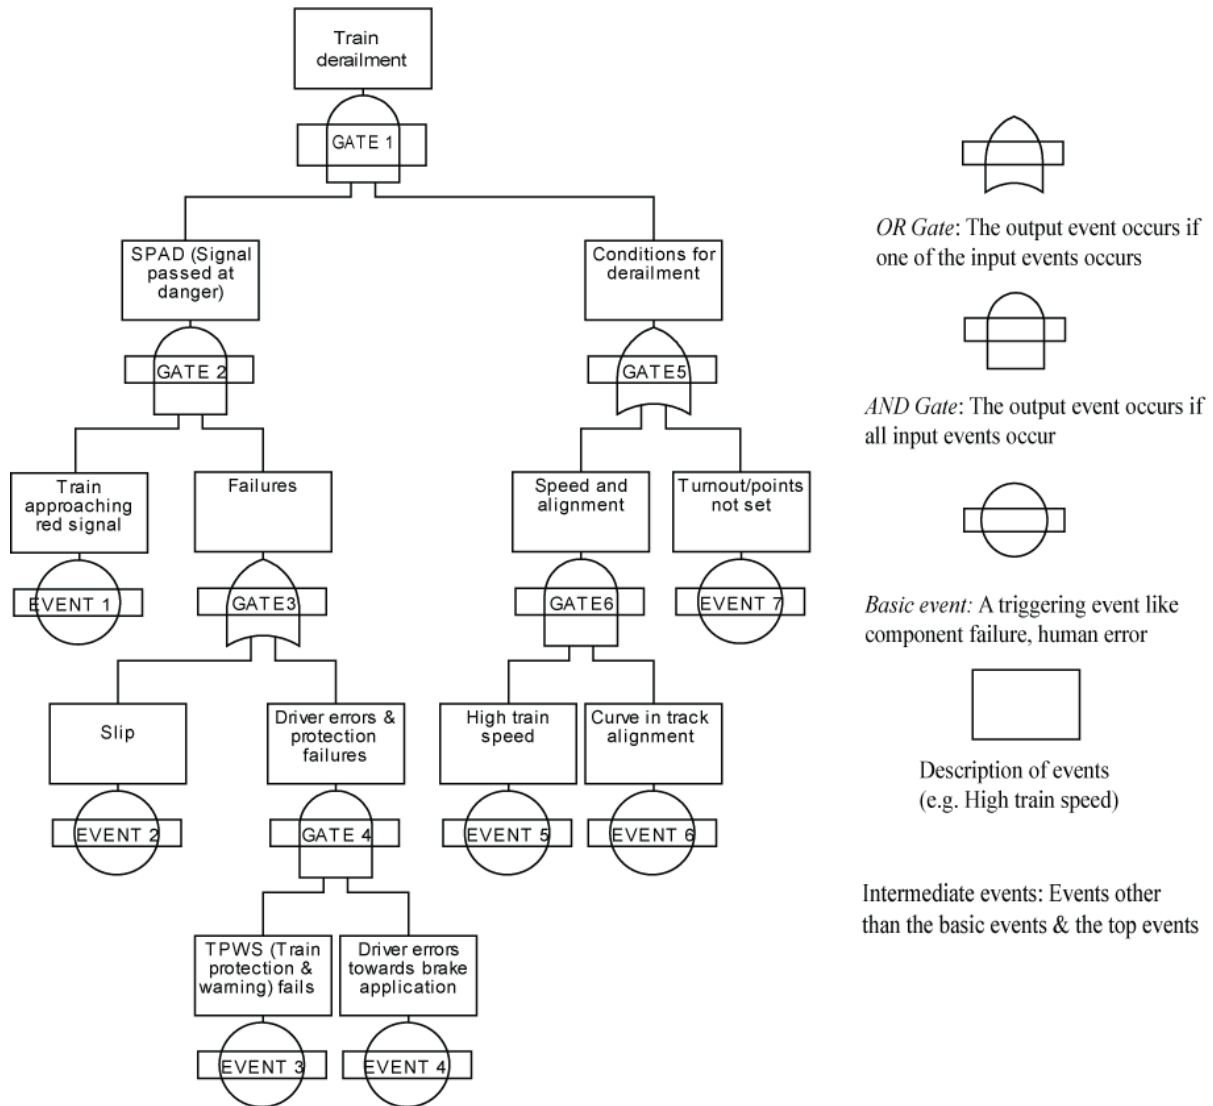 Train
derailment
GATE 1
SPAD (Signal
passed at
danger)
GATE 2
Conditions for
derailment
GATE5
Train
approaching
red signal
EVENT 1
Failures
GATE3
Speed and
alignment
GATE6
Turnout/points
not set
EVENT 7
Slip
EVENT 2
Driver errors &
protection
failures
GATE 4
High train
speed
EVENT 5
Curve in track
alignment
EVENT 6
TPWS (Train
protection &
warning) fails
EVENT 3
Driver errors
towards brake
application
EVENT 4
OR Gate: The output event occurs if
one of the input events occurs
AND Gate: The output event occurs if
all input events occur
Basic event: A triggering event like
component failure, human error
Description of events
(e.g. High train speed)
Intermediate events: Events other
than the basic events & the top events